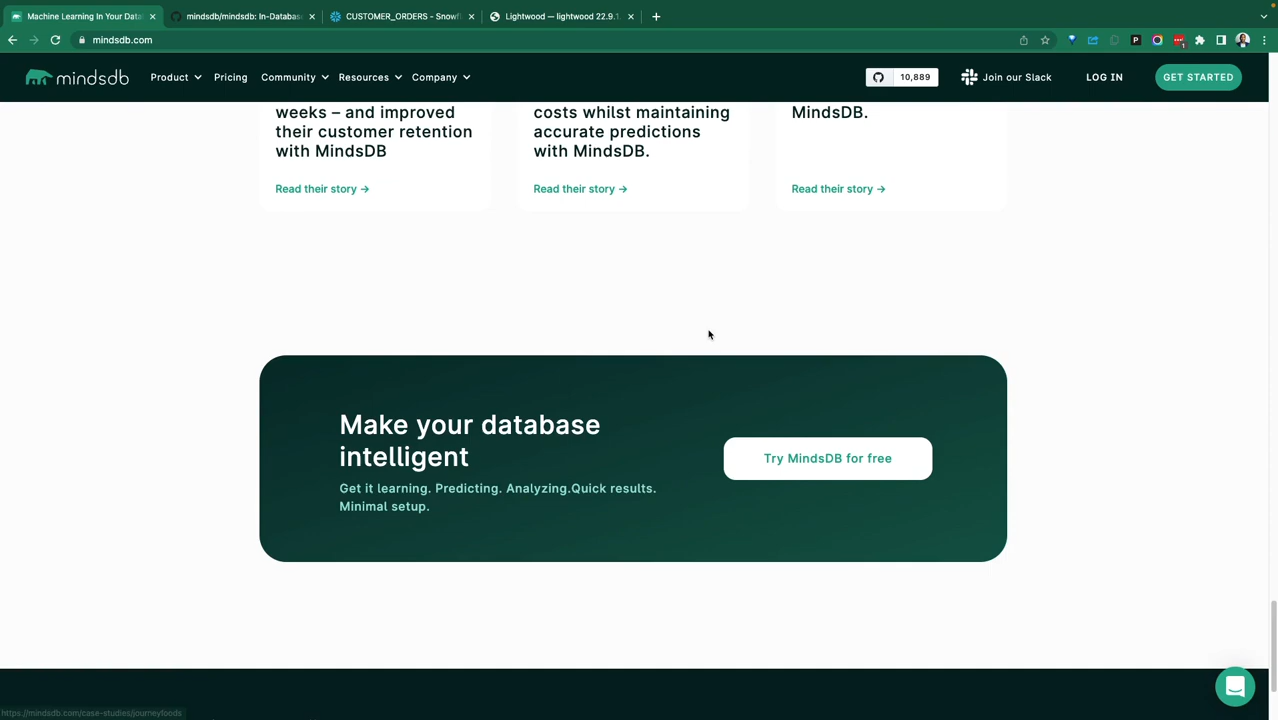 Machine Learning In Your Data
mindsdb/mindsdb: In-Databas
CUSTOMER_ORDERS - Snowf
Lightwood — lightwood 22.9.1
mindsdb.com
mindsdb
Product
Pricing
Community
Resources
Company
10,889
Join our Slack
LOG IN
GET STARTED
weeks – and improved
their customer retention
with MindsDB
Read their story →
costs whilst maintaining
accurate predictions
with MindsDB.
Read their story →
MindsDB.
Read their story →
Make your database
intelligent
Get it learning. Predicting. Analyzing.Quick results.
Minimal setup.
Try MindsDB for free
https://mindsdb.com/case-studies/journeyfoods